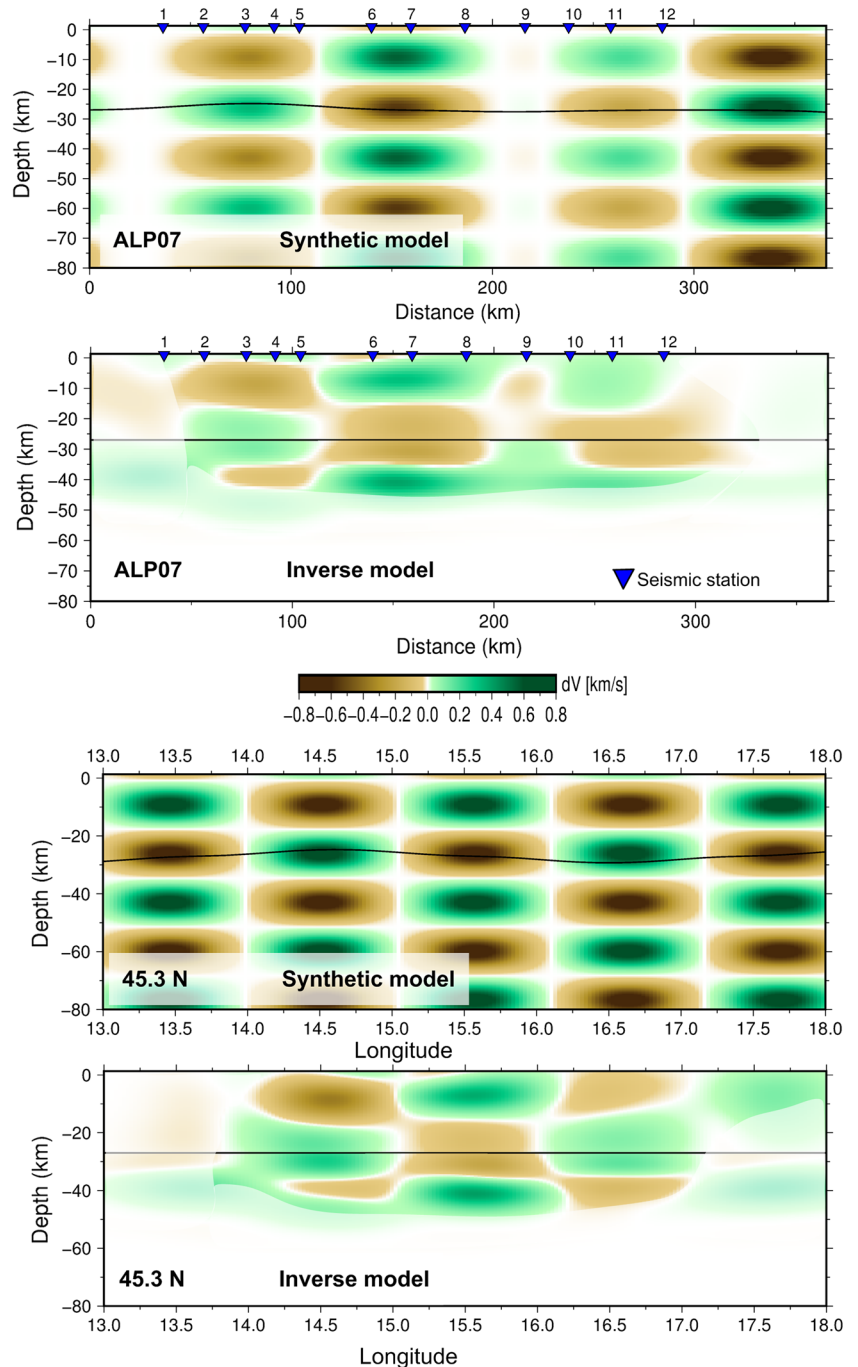 1 2 3 4 5 6 7 8 9 10 11 12
0
−10
−20
−30
−40
−50
−60
−70
−80
Depth (km)
ALP07 Synthetic model
0 100 200 300
Distance (km)
1 2 3 4 5 6 7 8 9 10 11 12
0
−10
−20
−30
−40
−50
−60
−70
−80
Depth (km)
ALP07 Inverse model
Seismic station
0 100 200 300
Distance (km)
dV [km/s]
−0.8 −0.6 −0.4 −0.2 0.0 0.2 0.4 0.6 0.8
13.0 13.5 14.0 14.5 15.0 15.5 16.0 16.5 17.0 17.5 18.0
0
−20
−40
−60
−80
Depth (km)
45.3 N Synthetic model
13.0 13.5 14.0 14.5 15.0 15.5 16.0 16.5 17.0 17.5 18.0
Longitude
0
−20
−40
−60
−80
Depth (km)
45.3 N Inverse model
13.0 13.5 14.0 14.5 15.0 15.5 16.0 16.5 17.0 17.5 18.0
Longitude